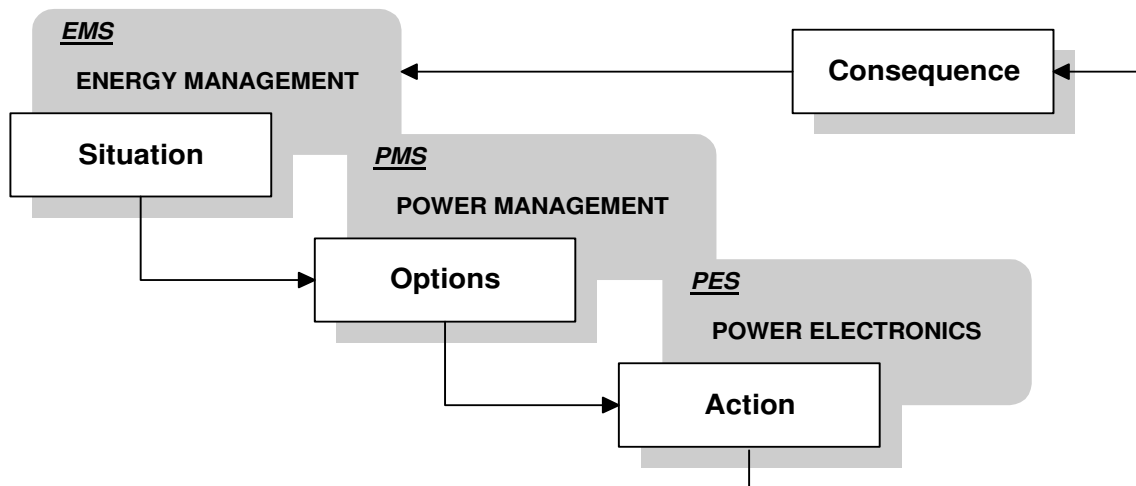 EMS
ENERGY MANAGEMENT
Consequence
Situation
PMS
POWER MANAGEMENT
Options
PES
POWER ELECTRONICS
Action